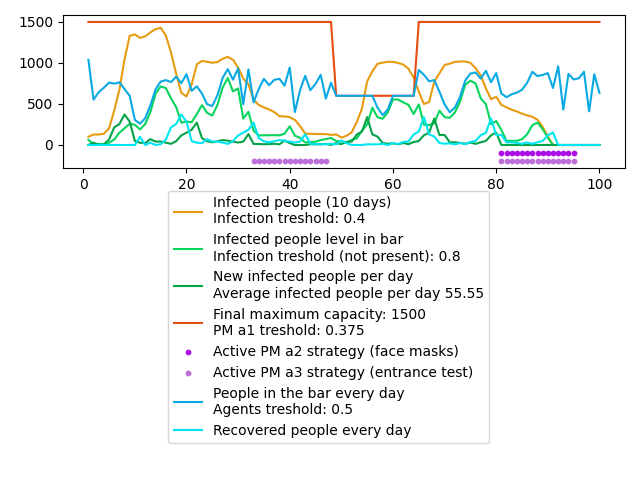 1500
1000
500
0
0
20
40
60
80
100
Infected people (10 days)
Infection treshold: 0.4
Infected people level in bar
Infection treshold (not present): 0.8
New infected people per day
Average infected people per day 55.55
Final maximum capacity: 1500
PM a1 treshold: 0.375
Active PM a2 strategy (face masks)
Active PM a3 strategy (entrance test)
People in the bar every day
Agents treshold: 0.5
Recovered people every day